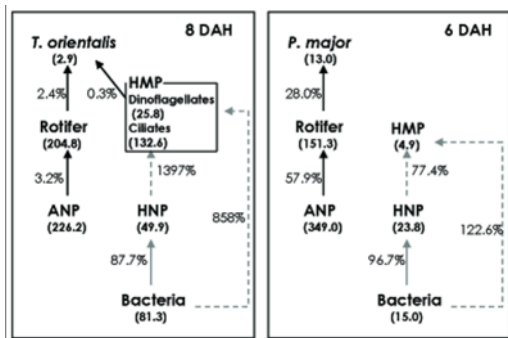 8 DAH
T. orientalis
(2.9)
2.4%
0.3%
HMP
Dinoflagellates
(25.8)
Ciliates
(132.6)
Rotifer
(204.8)
3.2%
1397%
ANP
(226.2)
HNP
(49.9)
858%
87.7%
Bacteria
(81.3)
6 DAH
P. major
(13.0)
28.0%
Rotifer
(151.3)
HMP
(4.9)
57.9%
77.4%
ANP
(349.0)
HNP
(23.8)
122.6%
96.7%
Bacteria
(15.0)